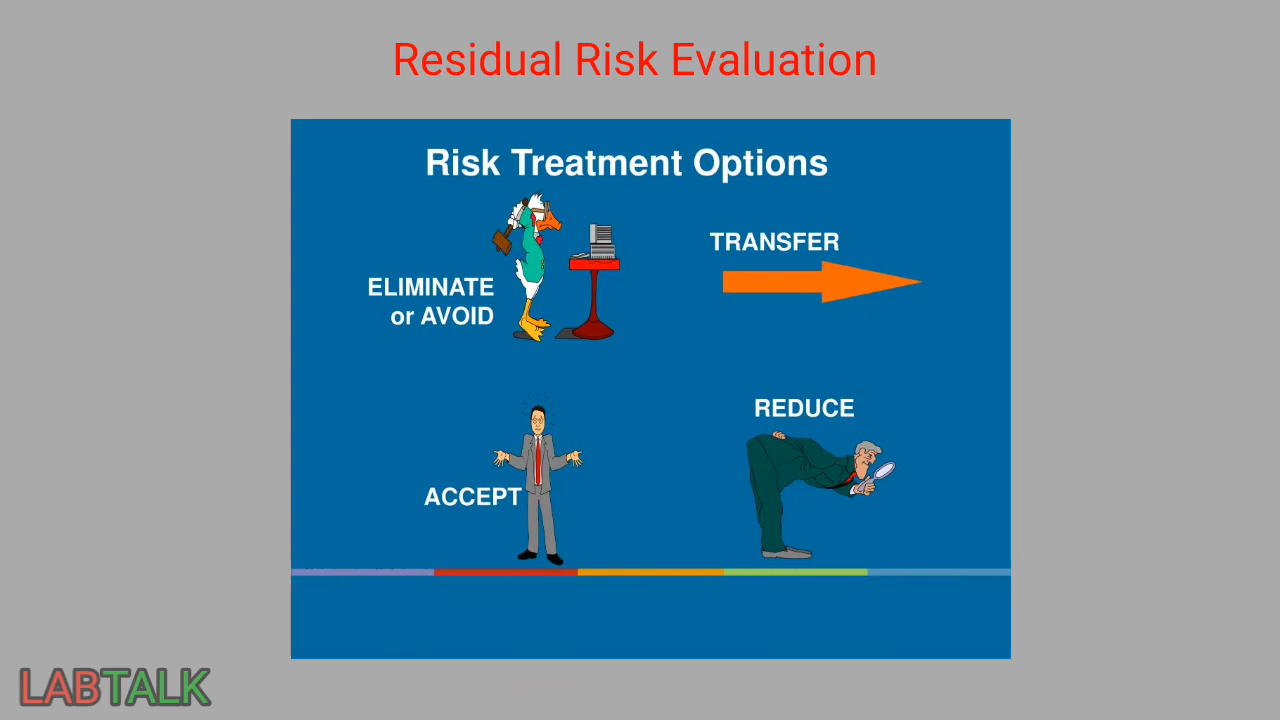 Residual Risk Evaluation
Risk Treatment Options
ELIMINATE
or AVOID
TRANSFER
ACCEPT
REDUCE
LABTALK